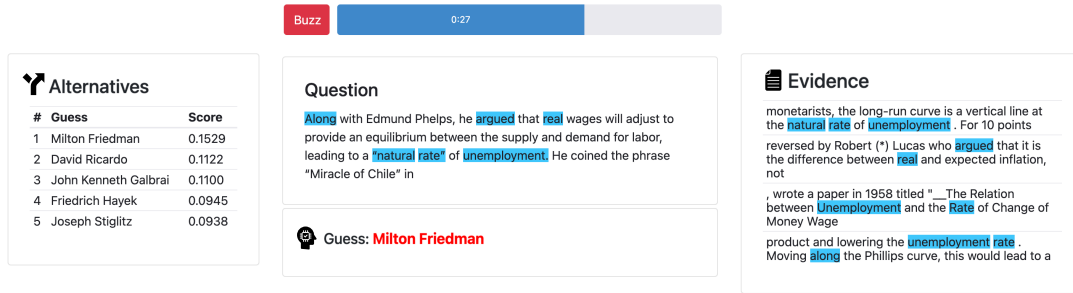 Buzz
0:27
Alternatives
# Guess Score
1 Milton Friedman 0.1529
2 David Ricardo 0.1122
3 John Kenneth Galbrai 0.1100
4 Friedrich Hayek 0.0945
5 Joseph Stiglitz 0.0938
Question
Along with Edmund Phelps, he argued that real wages will adjust to
provide an equilibrium between the supply and demand for labor,
leading to a “natural rate” of unemployment. He coined the phrase
“Miracle of Chile” in
Guess: Milton Friedman
Evidence
monetarists, the long-run curve is a vertical line at
the natural rate of unemployment . For 10 points
reversed by Robert (*) Lucas who argued that it is
the difference between real and expected inflation,
not
, wrote a paper in 1958 titled "__The Relation
between Unemployment and the Rate of Change of
Money Wage
product and lowering the unemployment rate .
Moving along the Phillips curve, this would lead to a